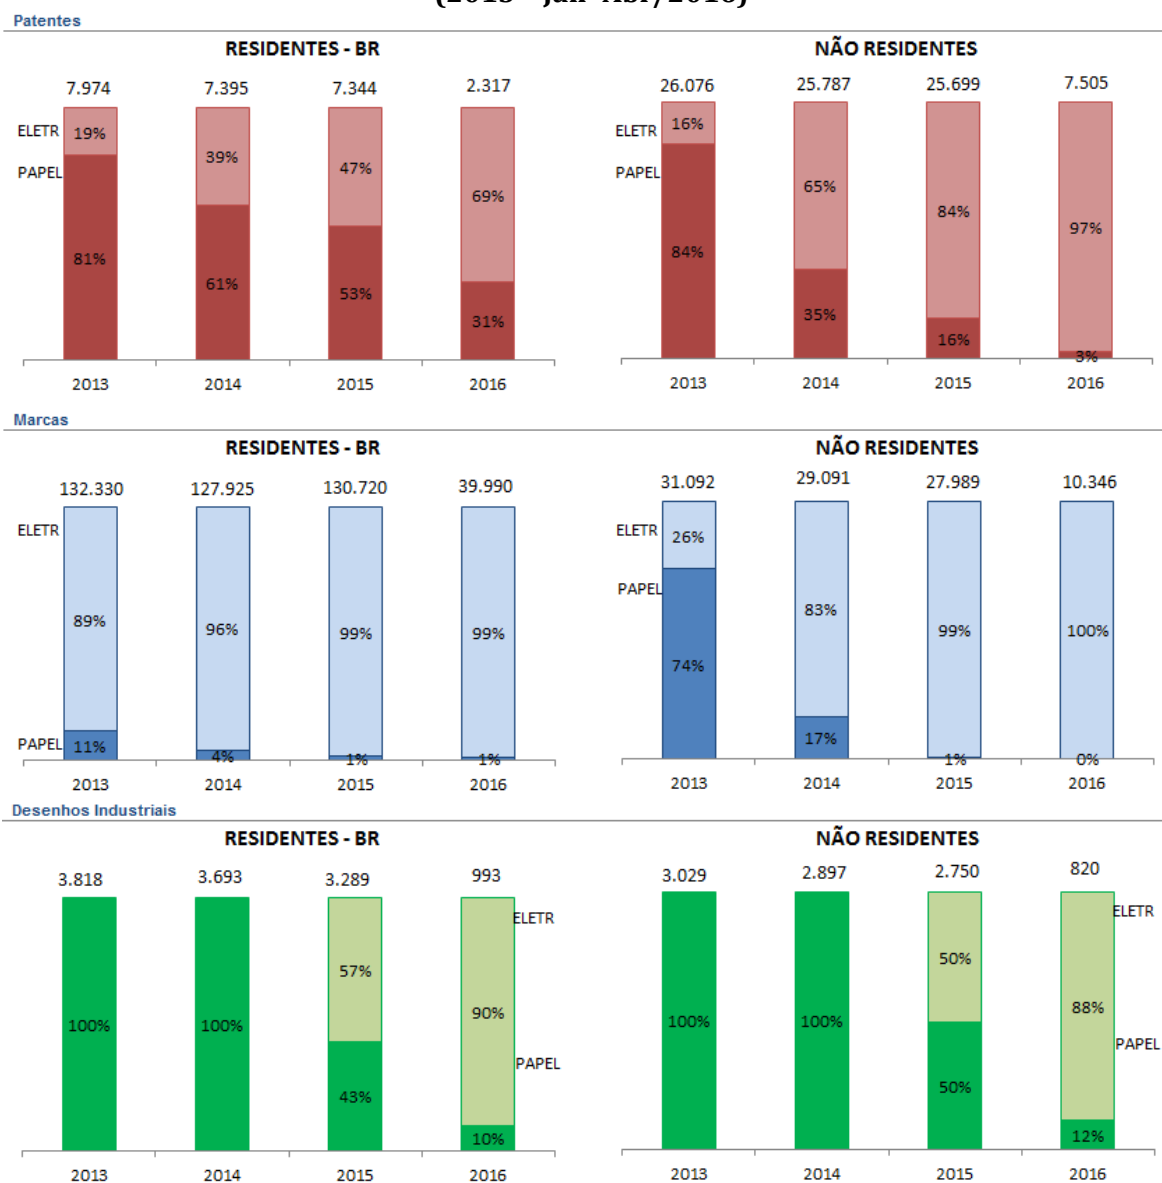 (2013 - Jan-Abr/2016)
Patentes
RESIDENTES - BR
7.974 7.395 7.344 2.317
ELETR 19% 39% 47% 69%
PAPEL 81% 61% 53% 31%
2013 2014 2015 2016
NÃO RESIDENTES
26.076 25.787 25.699 7.505
ELETR 16% 65% 84% 97%
PAPEL 84% 35% 16% 3%
2013 2014 2015 2016
Marcas
RESIDENTES - BR
132.330 127.925 130.720 39.990
ELETR 89% 96% 99% 99%
PAPEL 11% 4% 1% 1%
2013 2014 2015 2016
NÃO RESIDENTES
31.092 29.091 27.989 10.346
ELETR 26% 83% 99% 100%
PAPEL 74% 17% 1% 0%
2013 2014 2015 2016
Desenhos Industriais
RESIDENTES - BR
3.818 3.693 3.289 993
57% 90% ELETR
100% 100% 43% 10% PAPEL
2013 2014 2015 2016
NÃO RESIDENTES
3.029 2.897 2.750 820
50% 88% ELETR
100% 100% 50% 12% PAPEL
2013 2014 2015 2016